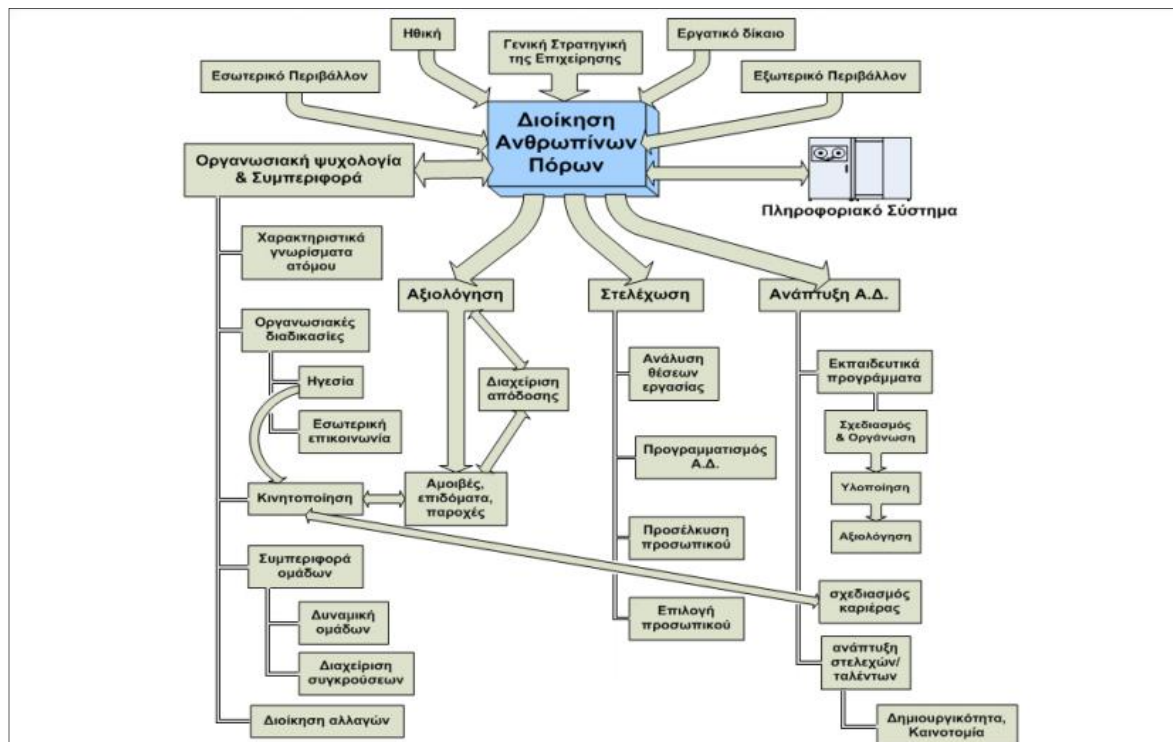 Ηθική
Γενική Στρατηγική
της Επιχείρησης
Εργατικό δίκαιο
Εσωτερικό Περιβάλλον
Εξωτερικό Περιβάλλον
Διοίκηση
Ανθρωπίνων
Πόρων
Οργανωσιακή ψυχολογία
& Συμπεριφορά
Πληροφοριακό Σύστημα
Χαρακτηριστικά
γνωρίσματα
ατόμου
Οργανωσιακές
διαδικασίες
Ηγεσία
Εσωτερική
επικοινωνία
Κινητοποίηση
Συμπεριφορά
ομάδων
Δυναμική
ομάδων
Διαχείριση
συγκρούσεων
Διοίκηση αλλαγών
Αξιολόγηση
Διαχείριση
απόδοσης
Αμοιβές,
επιδόματα,
παροχές
Στελέχωση
Ανάλυση
θέσεων
εργασίας
Προγραμματισμός
Α.Δ.
Προσέλκυση
προσωπικού
Επιλογή
προσωπικού
Ανάπτυξη Α.Δ.
Εκπαιδευτικά
προγράμματα
Σχεδιασμός
& Οργάνωση
Υλοποίηση
Αξιολόγηση
σχεδιασμός
καριέρας
ανάπτυξη
στελεχών/
ταλέντων
Δημιουργικότητα,
Καινοτομία